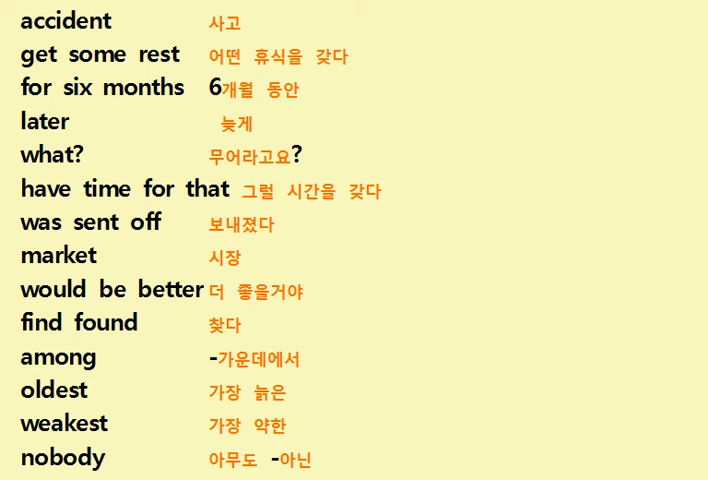 accident 사고
get some rest 어떤 휴식을 갖다
for six months 6개월 동안
later 늦게
what? 무어라고요?
have time for that 그럴 시간을 갖다
was sent off 보내졌다
market 시장
would be better 더 좋을거야
find found 찾다
among -가운데에서
oldest 가장 늙은
weakest 가장 약한
nobody 아무도 -아닌